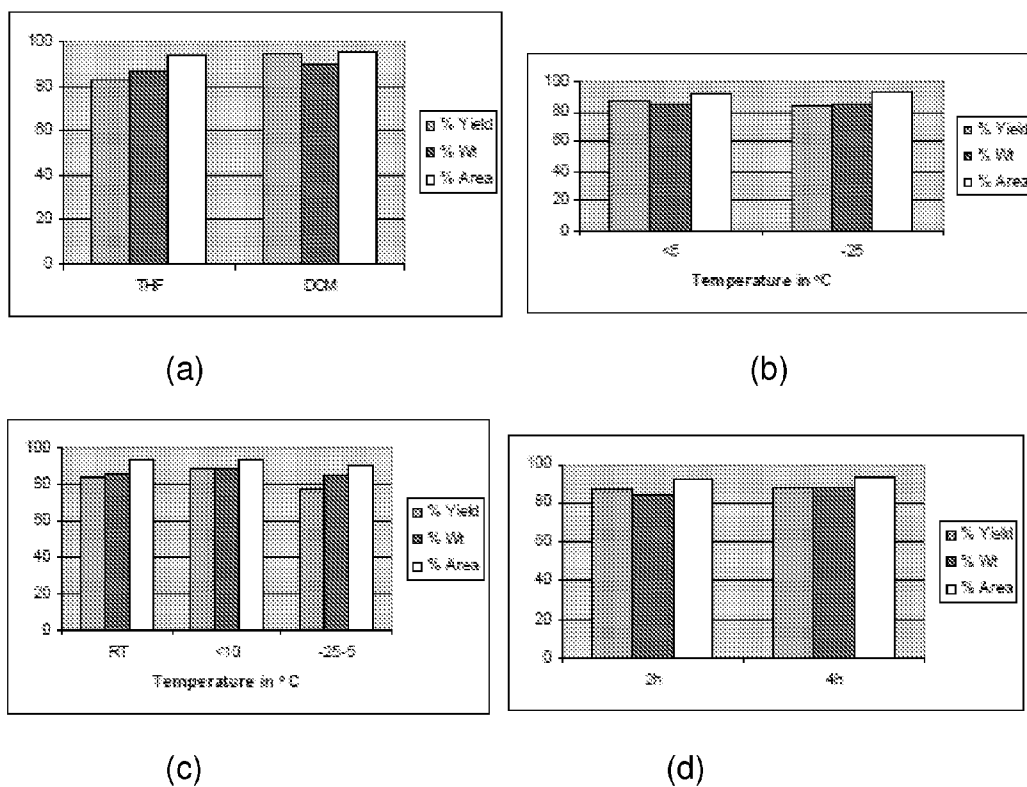 100
80
60
40
20
0
THF
DCM
% Yield
% Wt
% Area
(a)
100
80
60
40
20
0
<5
-25
Temperature in °C
% Yield
% Wt
% Area
(b)
100
80
60
40
20
0
RT
<10
-25-5
Temperature in °C
% Yield
% Wt
% Area
(c)
100
80
60
40
20
0
2h
4h
% Yield
% Wt
% Area
(d)